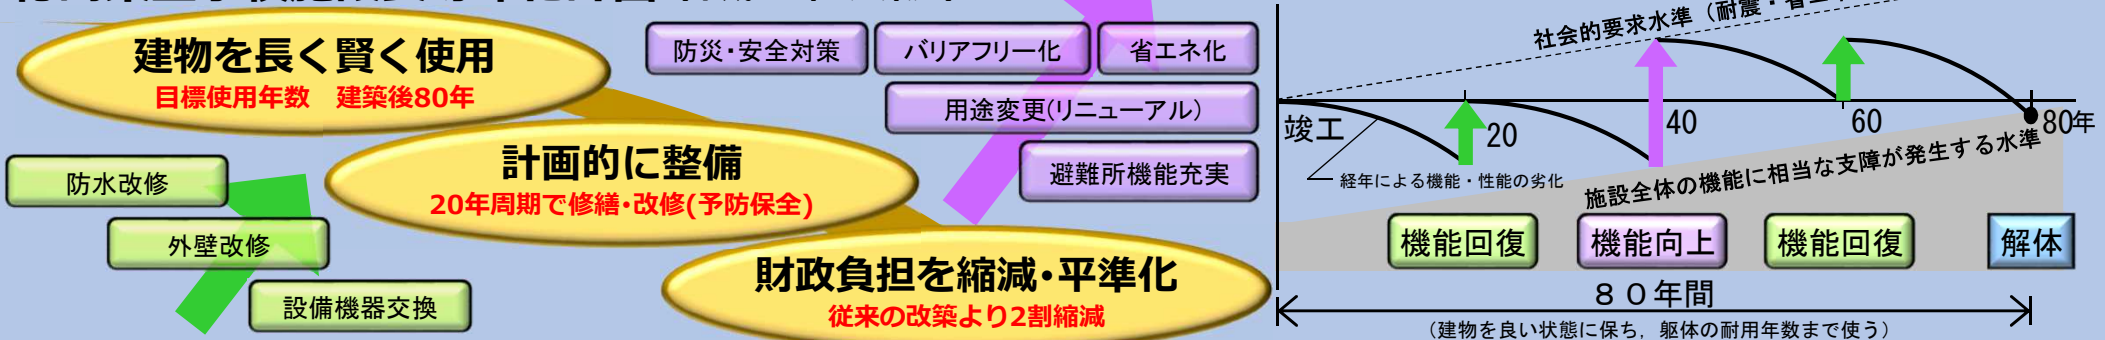 建物を長く賢く使用
目標使用年数 建築後80年
計画的に整備
20年周期で修繕・改修(予防保全)
財政負担を縮減・平準化
従来の改築より2割縮減
防水改修
外壁改修
設備機器交換
防災・安全対策
バリアフリー化
省エネ化
用途変更(リニューアル)
避難所機能充実
社会的要求水準(耐震・省エネ
竣工
20
40
60
80年
経年による機能・性能の劣化
施設全体の機能に相当な支障が発生する水準
機能回復
機能向上
機能回復
解体
80年間
(建物を良い状態に保ち,躯体の耐用年数まで使う)